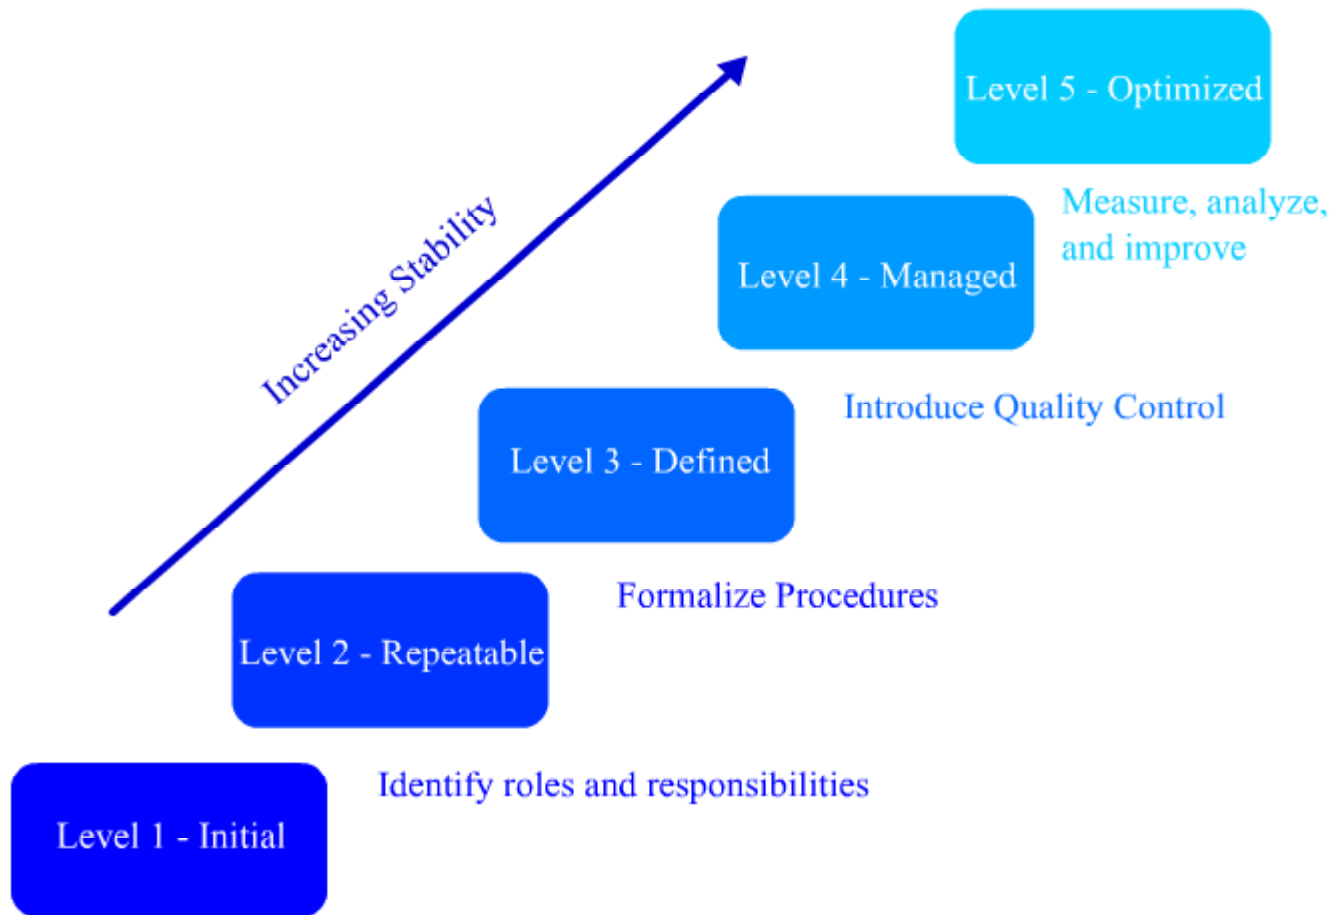 Level 5 - Optimized
Measure, analyze,
and improve
Increasing Stability
Level 4 - Managed
Introduce Quality Control
Level 3 - Defined
Formalize Procedures
Level 2 - Repeatable
Identify roles and responsibilities
Level 1 - Initial